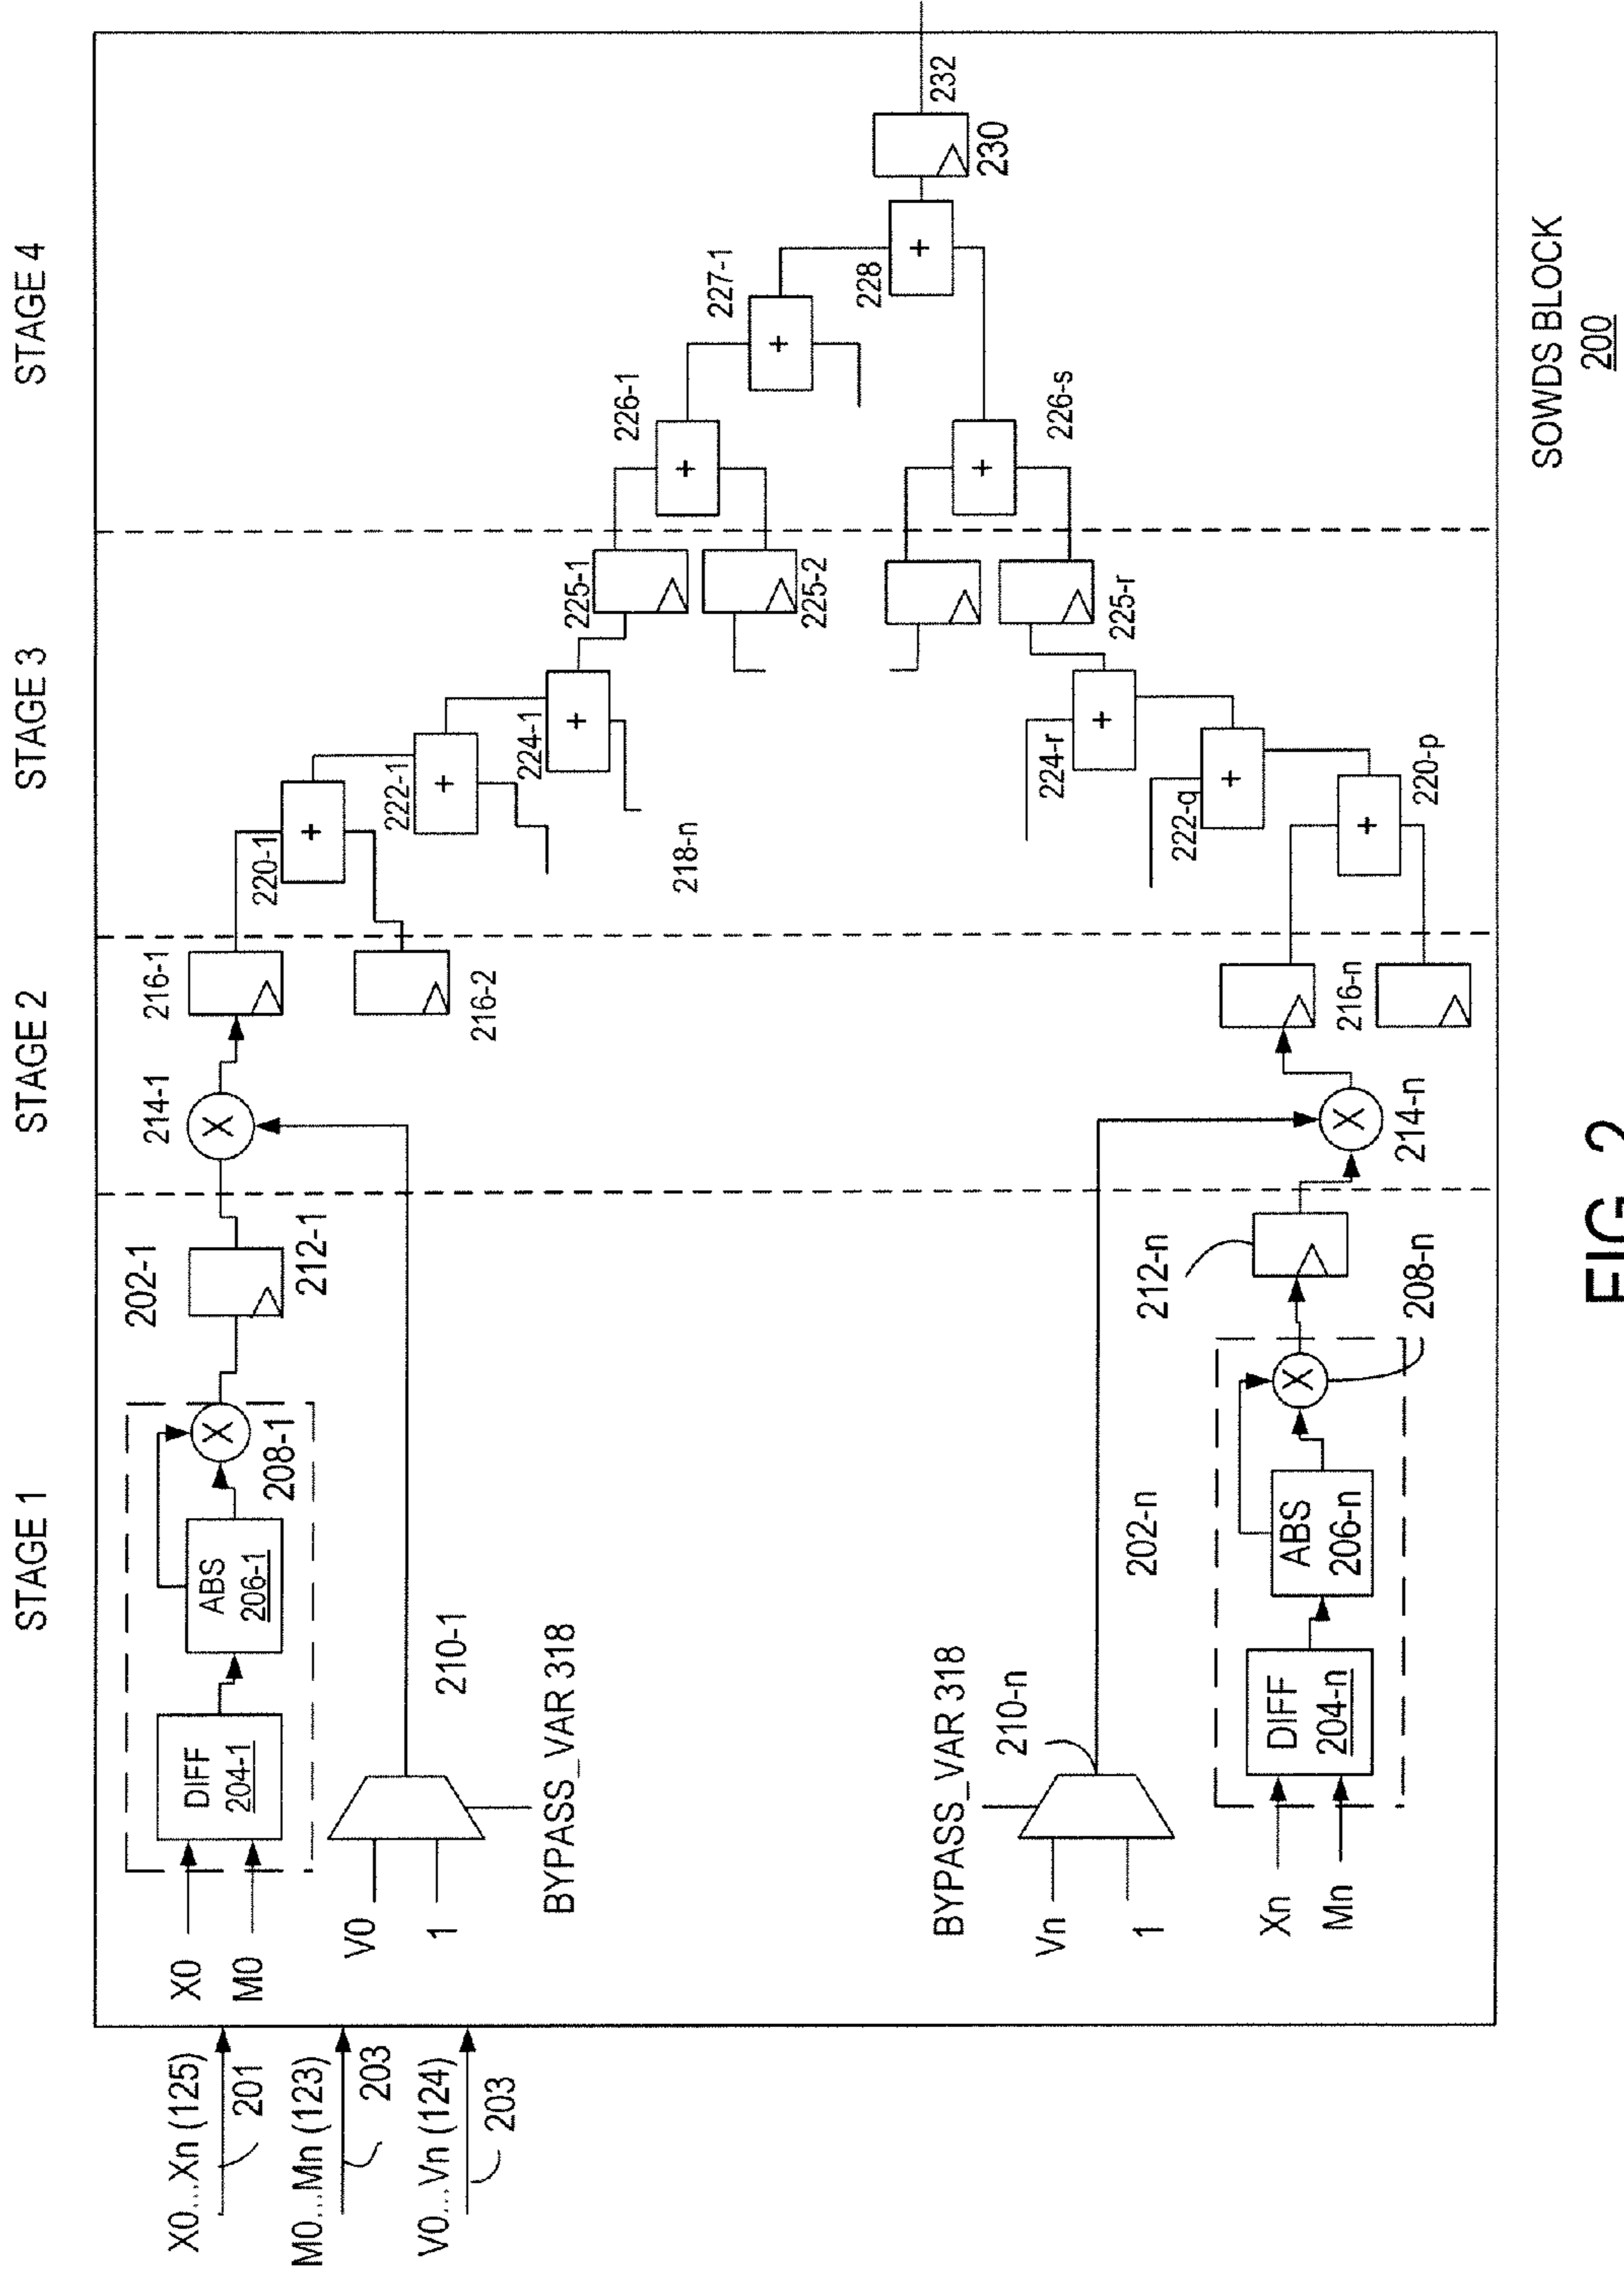 STAGE 1
STAGE 2
STAGE 3
STAGE 4
X0...Xn (125)
201
M0...Mn (123)
203
V0...Vn (124)
203
X0
M0
DIFF
204-1
ABS
206-1
X
208-1
202-1
212-1
V0
1
210-1
BYPASS_VAR 318
214-1
X
216-1
216-2
220-1
+
222-1
+
224-1
+
218-n
225-1
225-2
226-1
+
227-1
+
228
+
230
232
226-s
+
225-r
224-r
+
222-q
+
220-p
+
216-n
214-n
X
BYPASS_VAR 318
210-n
Vn
1
202-n
212-n
Xn
Mn
DIFF
204-n
ABS
206-n
X
208-n
SOWDS BLOCK
200
FIG. 2